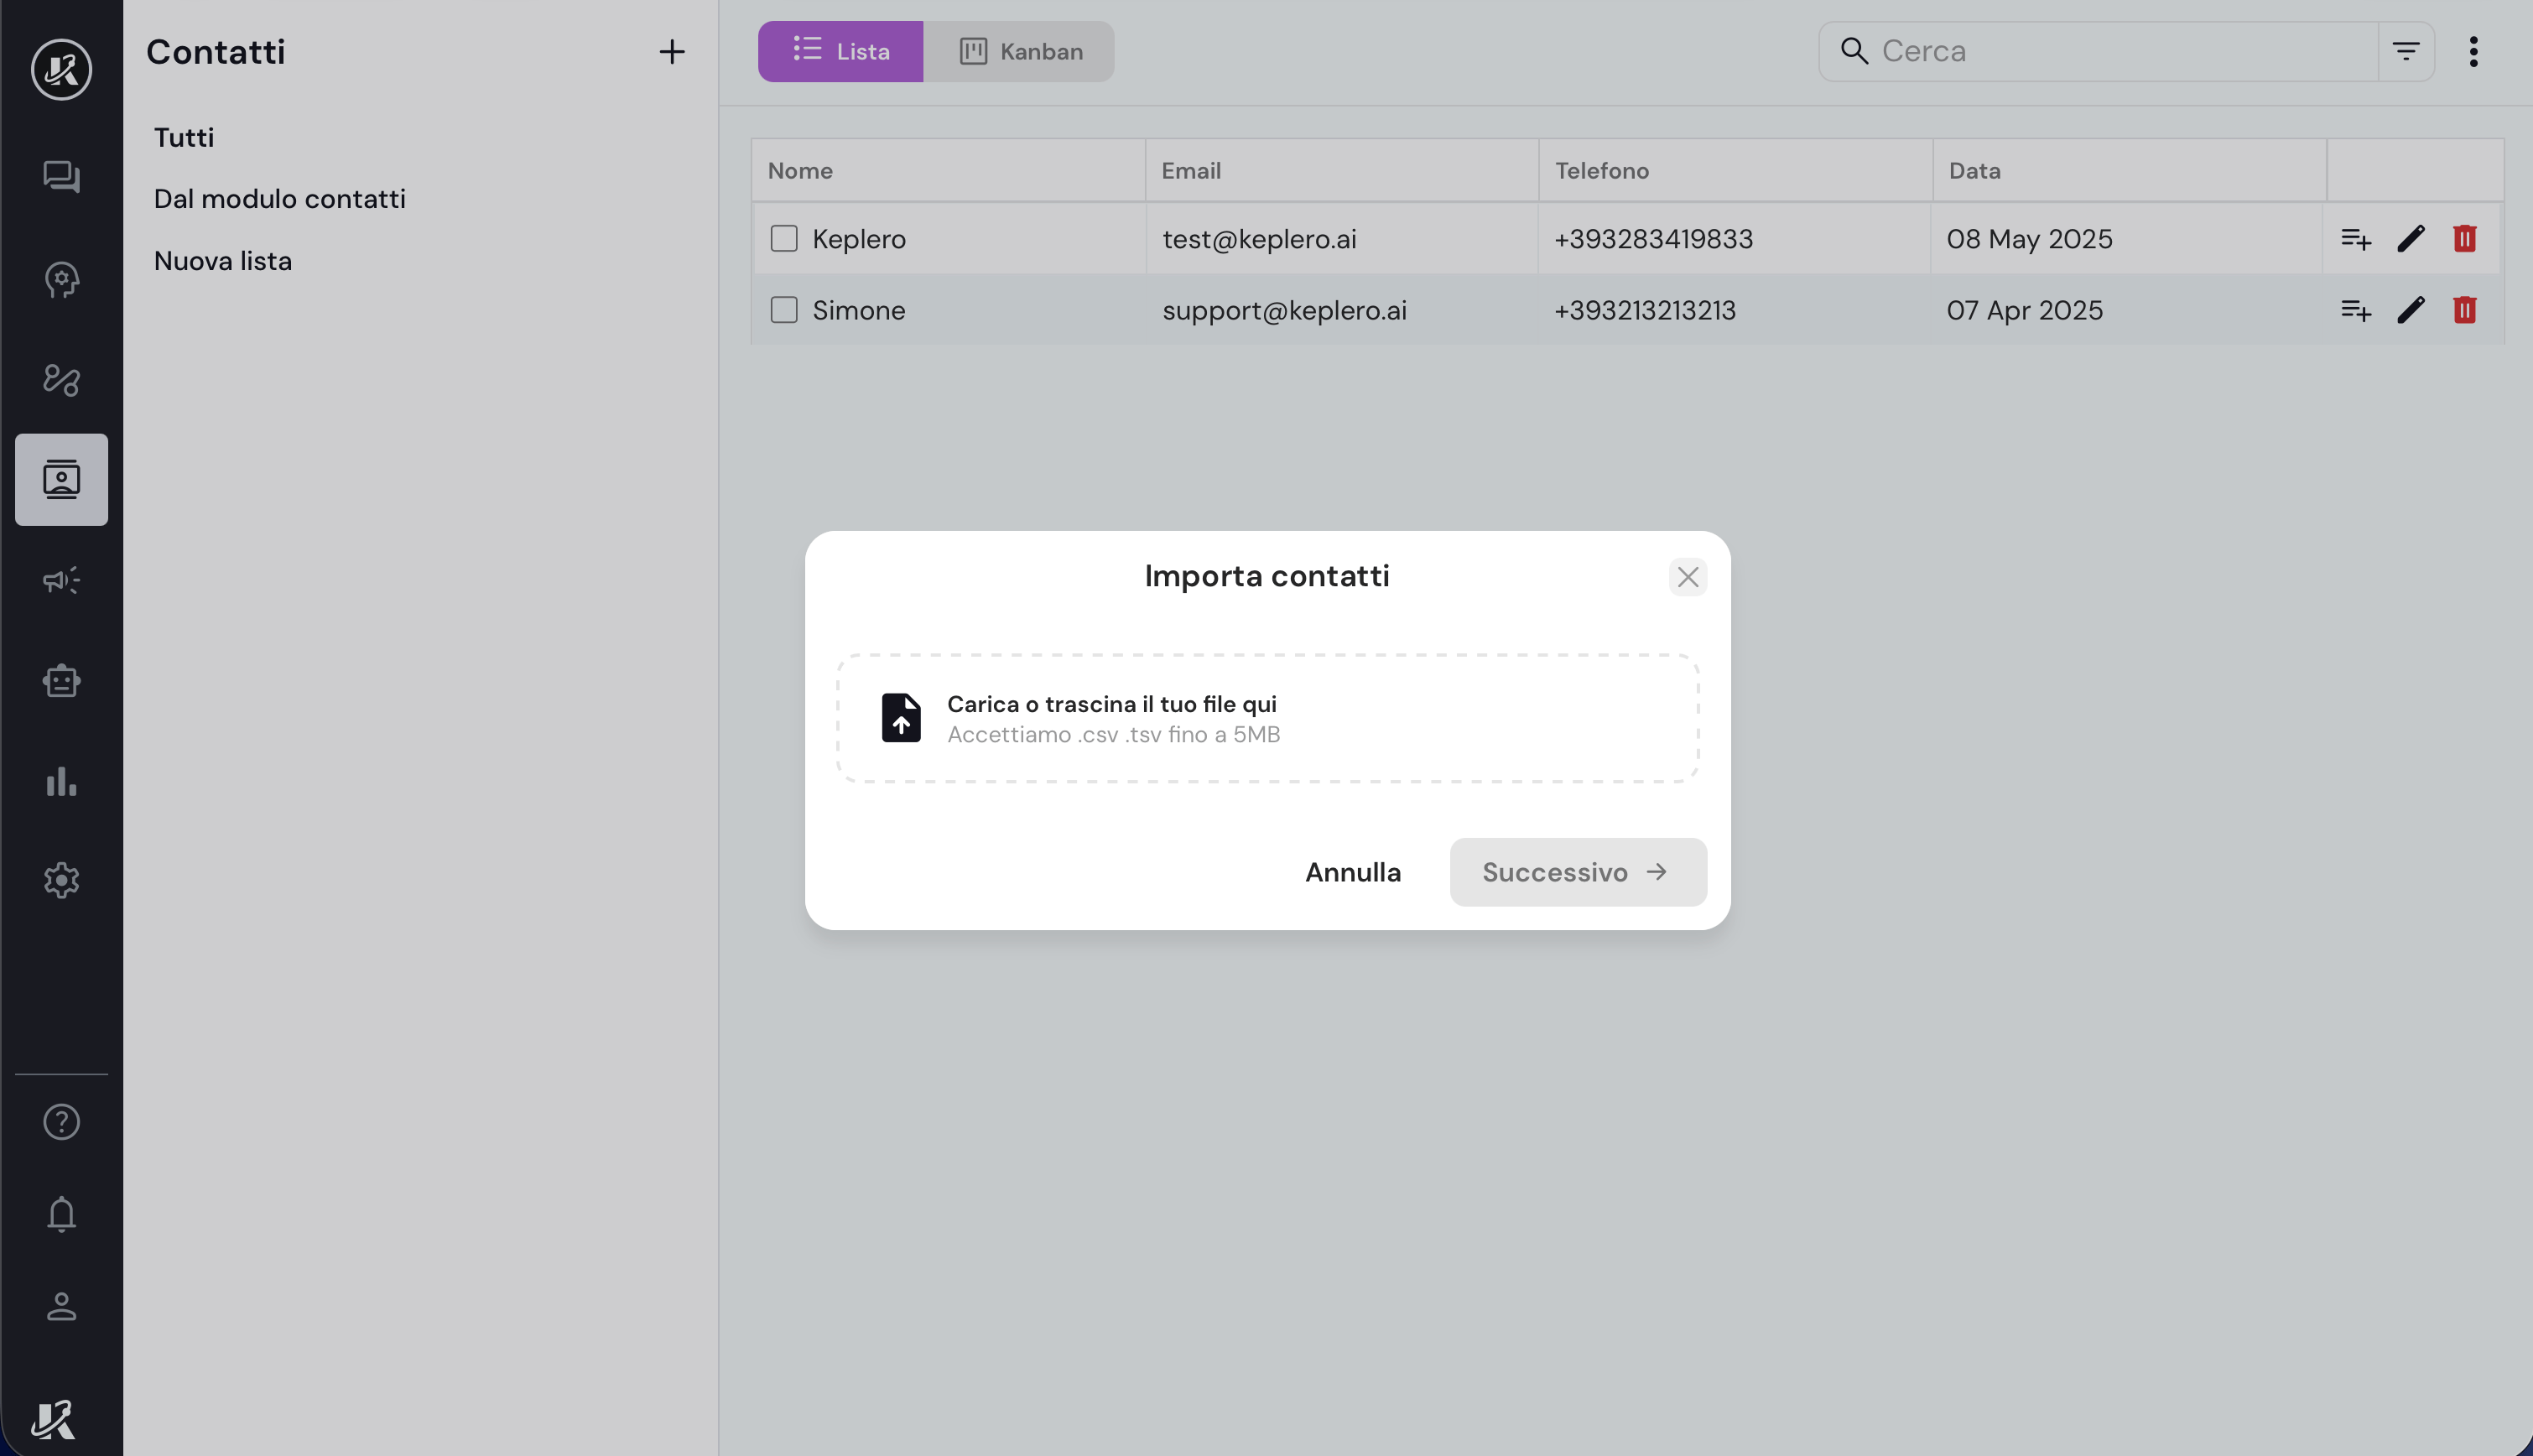 Contatti
Tutti
Dal modulo contatti
Nuova lista
Lista
Kanban
Cerca
Nome Email Telefono Data
Keplero test@keplero.ai +393283419833 08 May 2025
Simone support@keplero.ai +393213213213 07 Apr 2025
Importa contatti
Carica o trascina il tuo file qui
Accettiamo .csv .tsv fino a 5MB
Annulla
Successivo